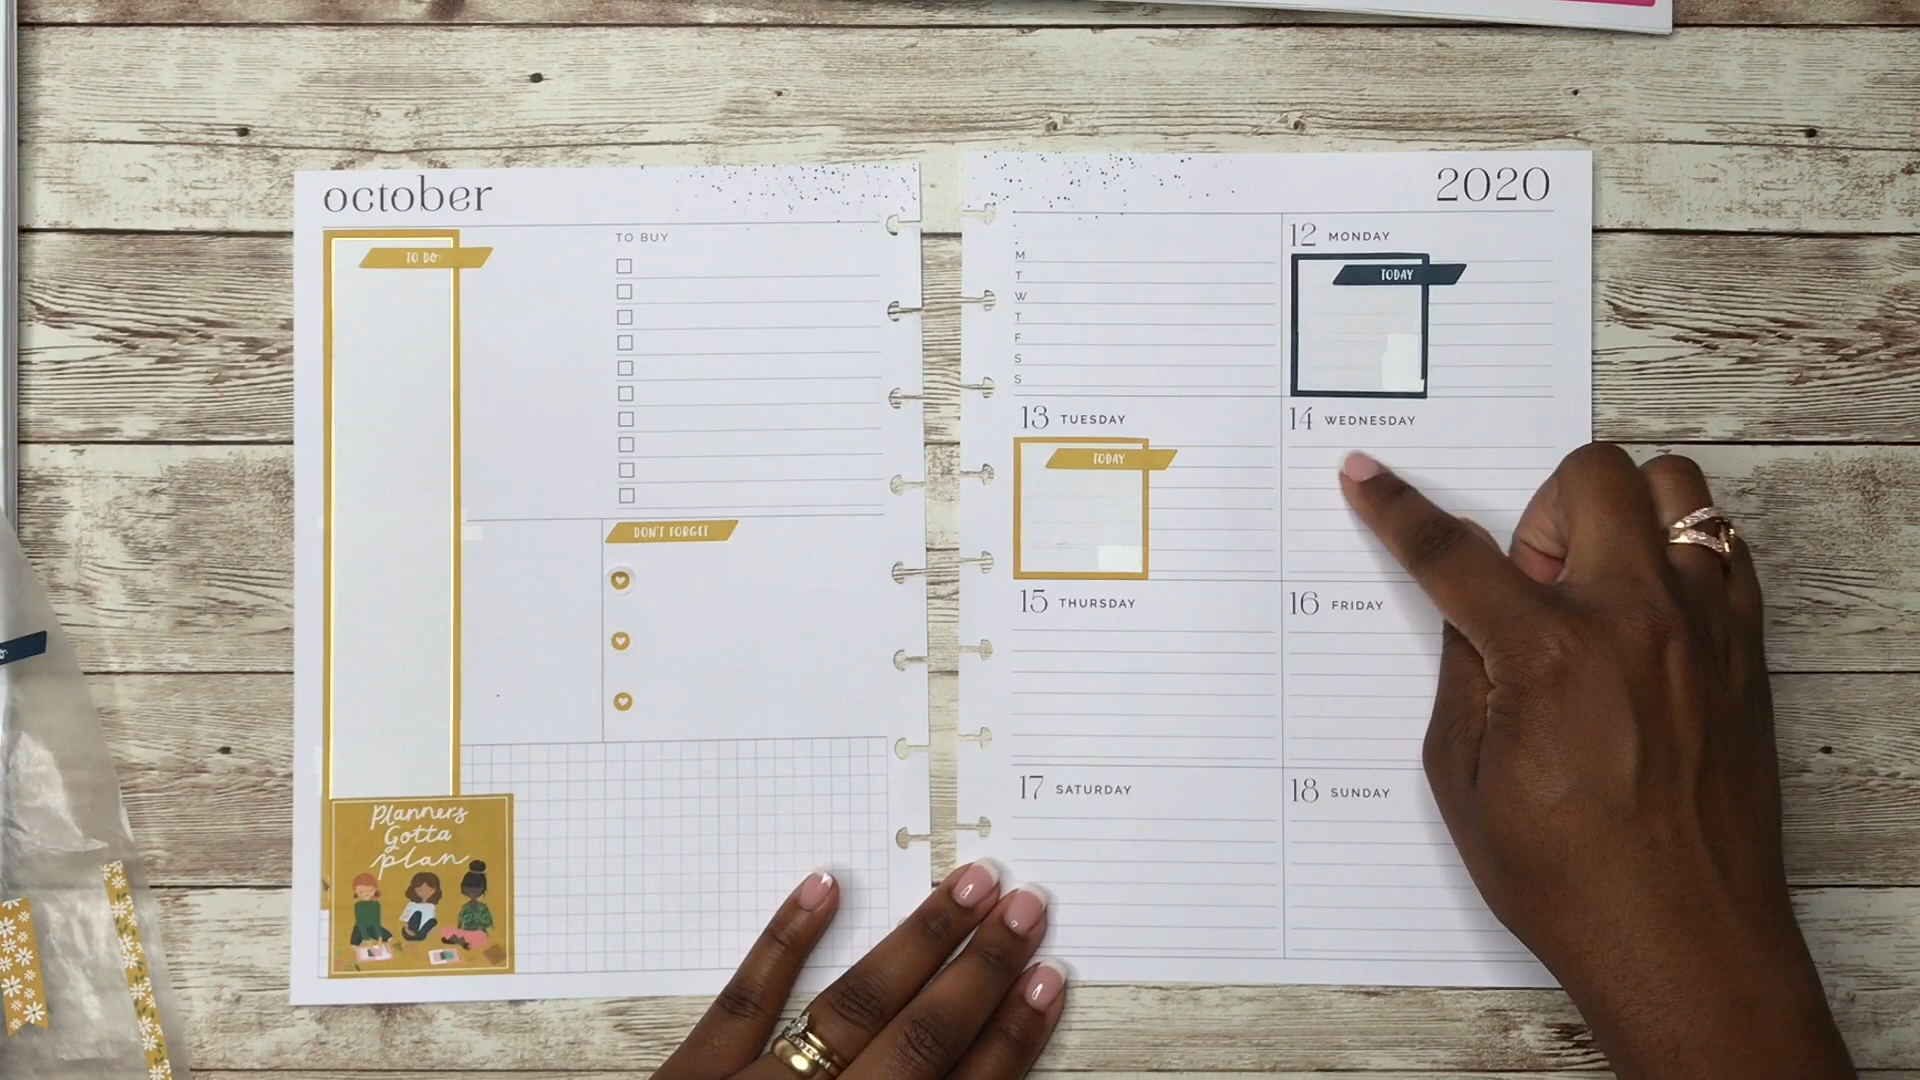 october
TO DO
TO BUY
DON'T FORGET
Planners
Gotta
plan
2020
M
T
W
T
F
S
S
12 MONDAY
TODAY
13 TUESDAY
TODAY
14 WEDNESDAY
15 THURSDAY
16 FRIDAY
17 SATURDAY
18 SUNDAY